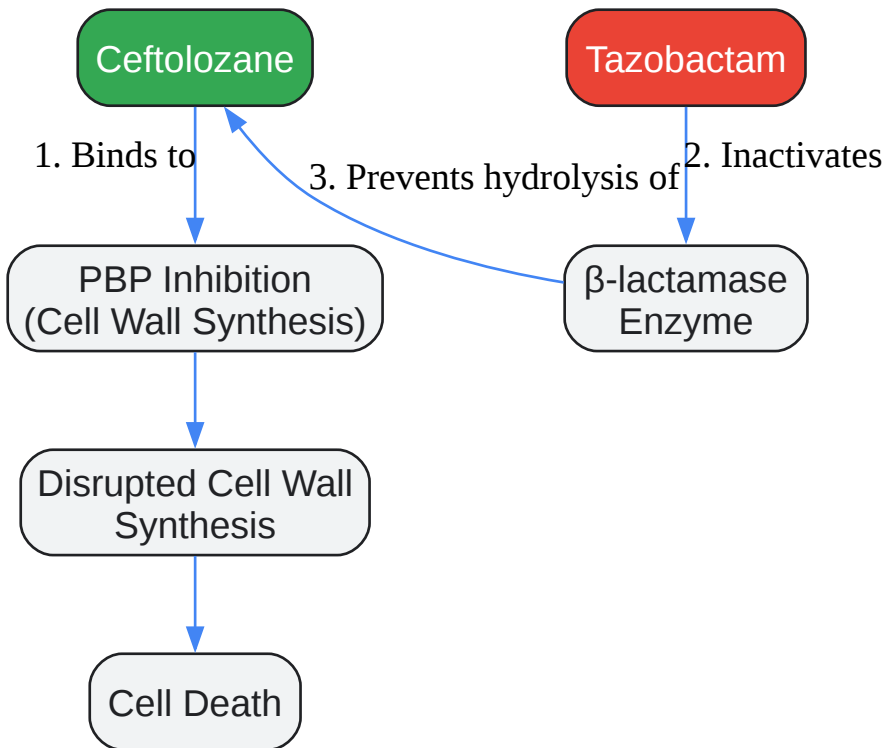 Ceftolozane
Tazobactam
1. Binds to
3. Prevents hydrolysis of
2. Inactivates
PBP Inhibition
(Cell Wall Synthesis)
β-lactamase
Enzyme
Disrupted Cell Wall
Synthesis
Cell Death